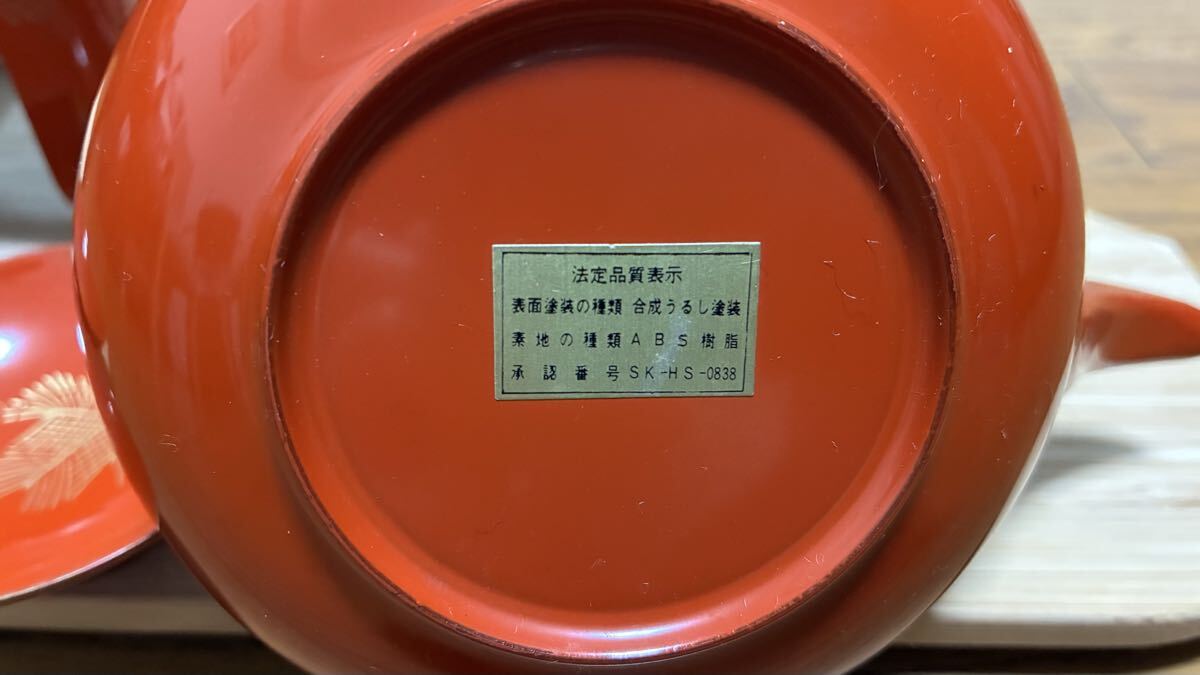 法定品質表示
表面塗装の種類 合成うるし塗装
素地の種類 ABS樹脂
承認番号 SK-HS-0838